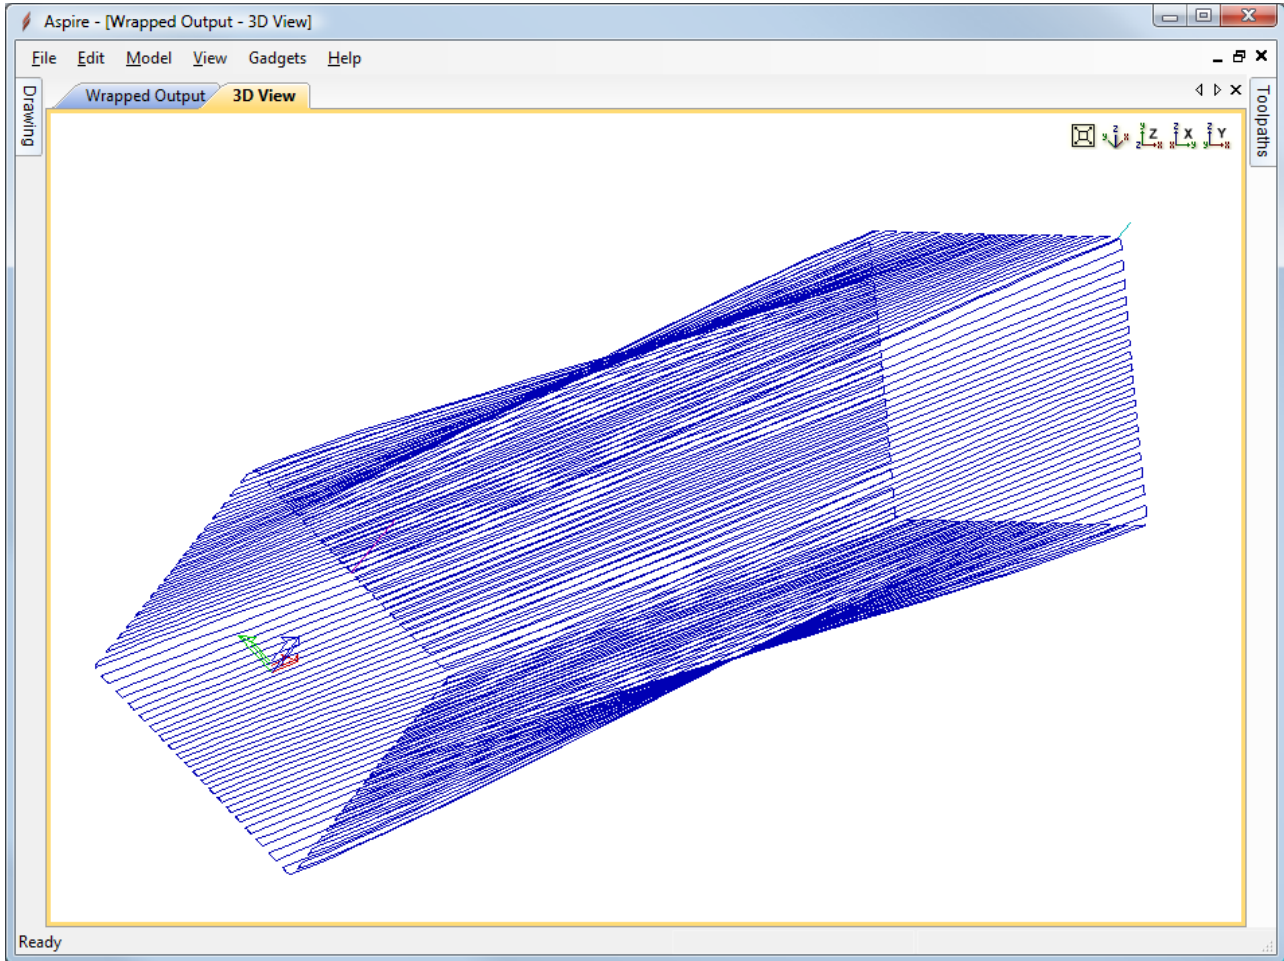 Aspire - [Wrapped Output - 3D View]
File Edit Model View Gadgets Help
Drawing
Wrapped Output 3D View
Toolpaths
z y x
y z Z x
z x X y
z y Y x
Ready